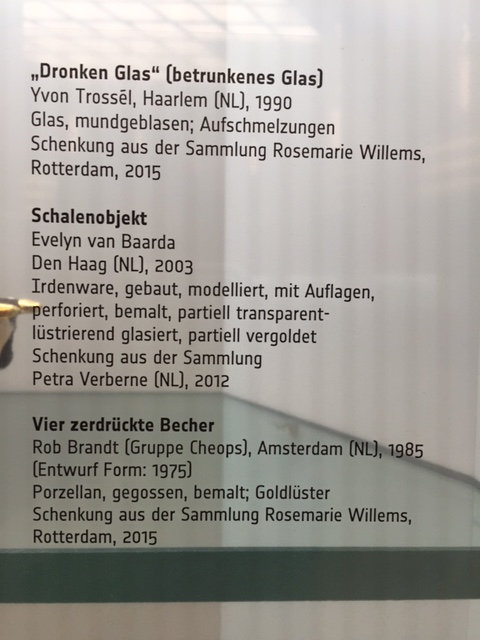 „Dronken Glas“ (betrunkenes Glas)
Yvon Trossèl, Haarlem (NL), 1990
Glas, mundgeblasen; Aufschmelzungen
Schenkung aus der Sammlung Rosemarie Willems,
Rotterdam, 2015
Schalenobjekt
Evelyn van Baarda
Den Haag (NL), 2003
Irdenware, gebaut, modelliert, mit Auflagen,
perforiert, bemalt, partiell transparent-
lüstrierend glasiert, partiell vergoldet
Schenkung aus der Sammlung
Petra Verberne (NL), 2012
Vier zerdrückte Becher
Rob Brandt (Gruppe Cheops), Amsterdam (NL), 1985
(Entwurf Form: 1975)
Porzellan, gegossen, bemalt; Goldlüster
Schenkung aus der Sammlung Rosemarie Willems,
Rotterdam, 2015